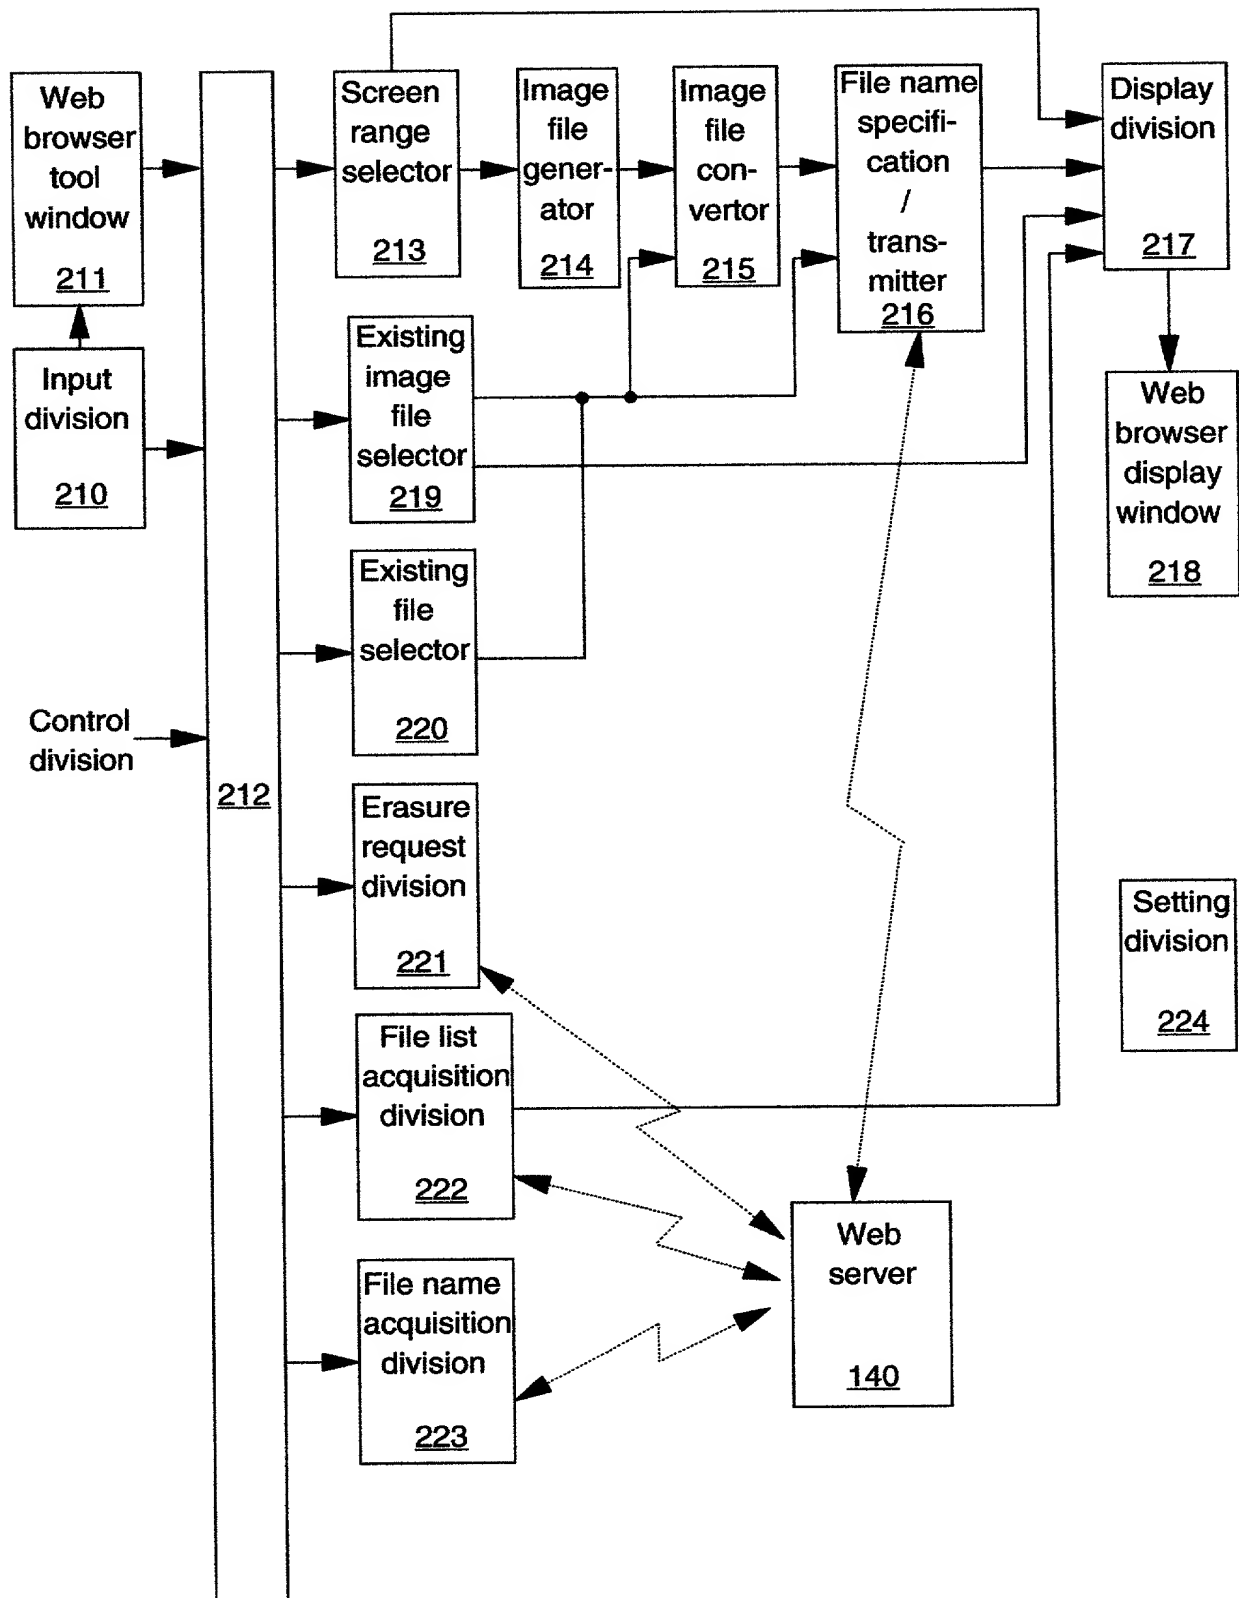 Web
browser
tool
window
211
Input
division
210
Control
division
212
Screen
range
selector
213
Image
file
gener-
ator
214
Image
file
con-
vertor
215
File name
specifi-
cation
/
trans-
mitter
216
Display
division
217
Web
browser
display
window
218
Existing
image
file
selector
219
Existing
file
selector
220
Erasure
request
division
221
File list
acquisition
division
222
File name
acquisition
division
223
Web
server
140
Setting
division
224